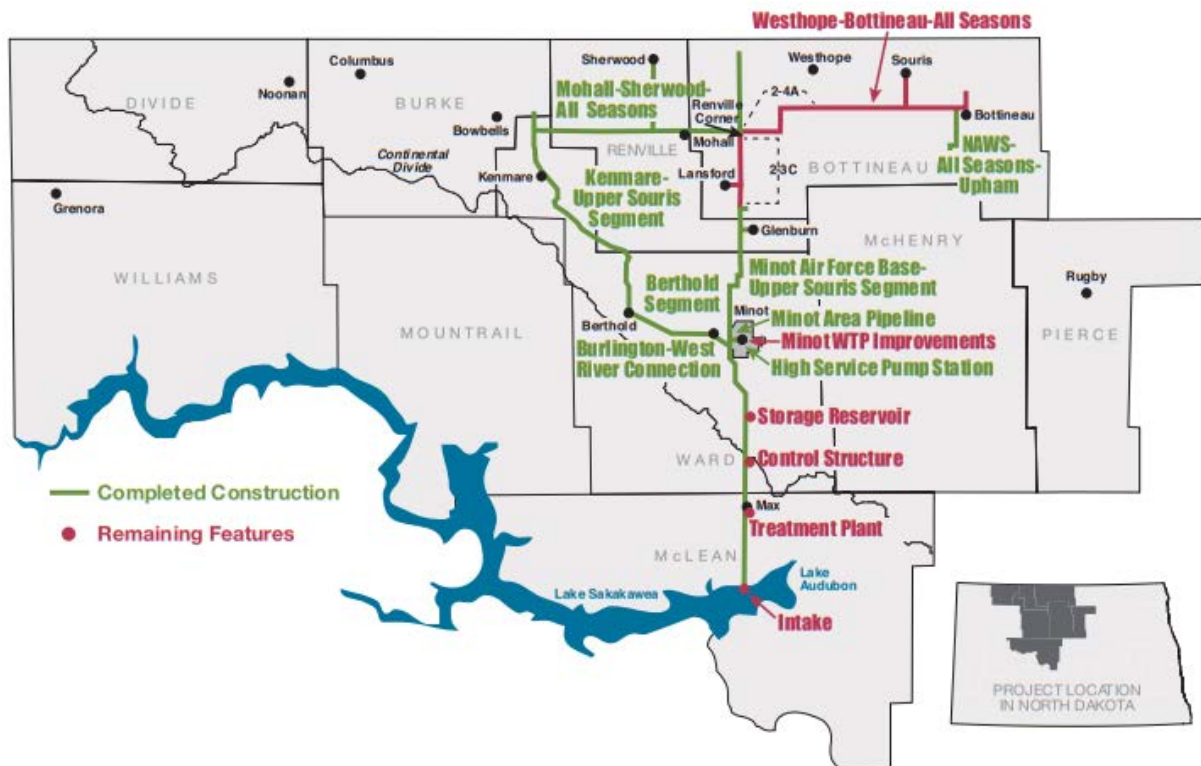 Westhope-Bottineau-All Seasons
Columbus
Noonan
DIVIDE
BURKE
Bowbells
Continental
Divide
Sherwood
Mohall-Sherwood-
All Seasons
Renville
Corner
Westhope
2-4A
Souris
Bottineau
Mohall
RENVILLE
Kenmare
Kenmare-
Upper Souris
Segment
Lansford
2-3C
BOTTINEAU
NAWS-
All Seasons-
Upham
Grenora
WILLIAMS
Glenburn
McHENRY
Rugby
PIERCE
MOUNTRAIL
Berthold
Segment
Berthold
Minot Air Force Base-
Upper Souris Segment
Minot
Minot Area Pipeline
Minot WTP Improvements
High Service Pump Station
Burlington-West
River Connection
Storage Reservoir
WARD
Control Structure
Completed Construction
Remaining Features
Max
Treatment Plant
McLEAN
Lake
Audubon
Lake Sakakawea
Intake
PROJECT LOCATION
IN NORTH DAKOTA